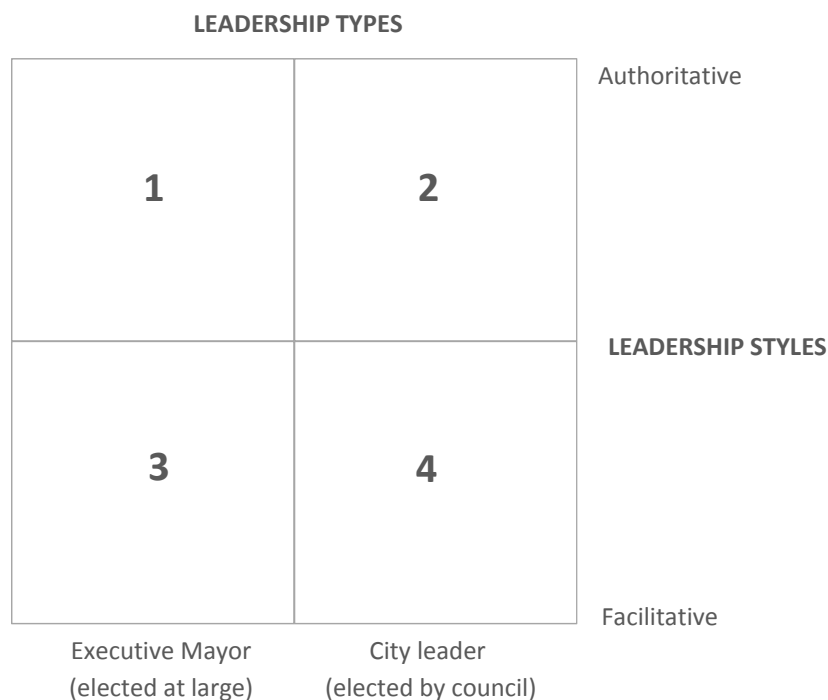 LEADERSHIP TYPES
Authoritative
1
2
LEADERSHIP STYLES
3
4
Facilitative
Executive Mayor
(elected at large)
City leader
(elected by council)